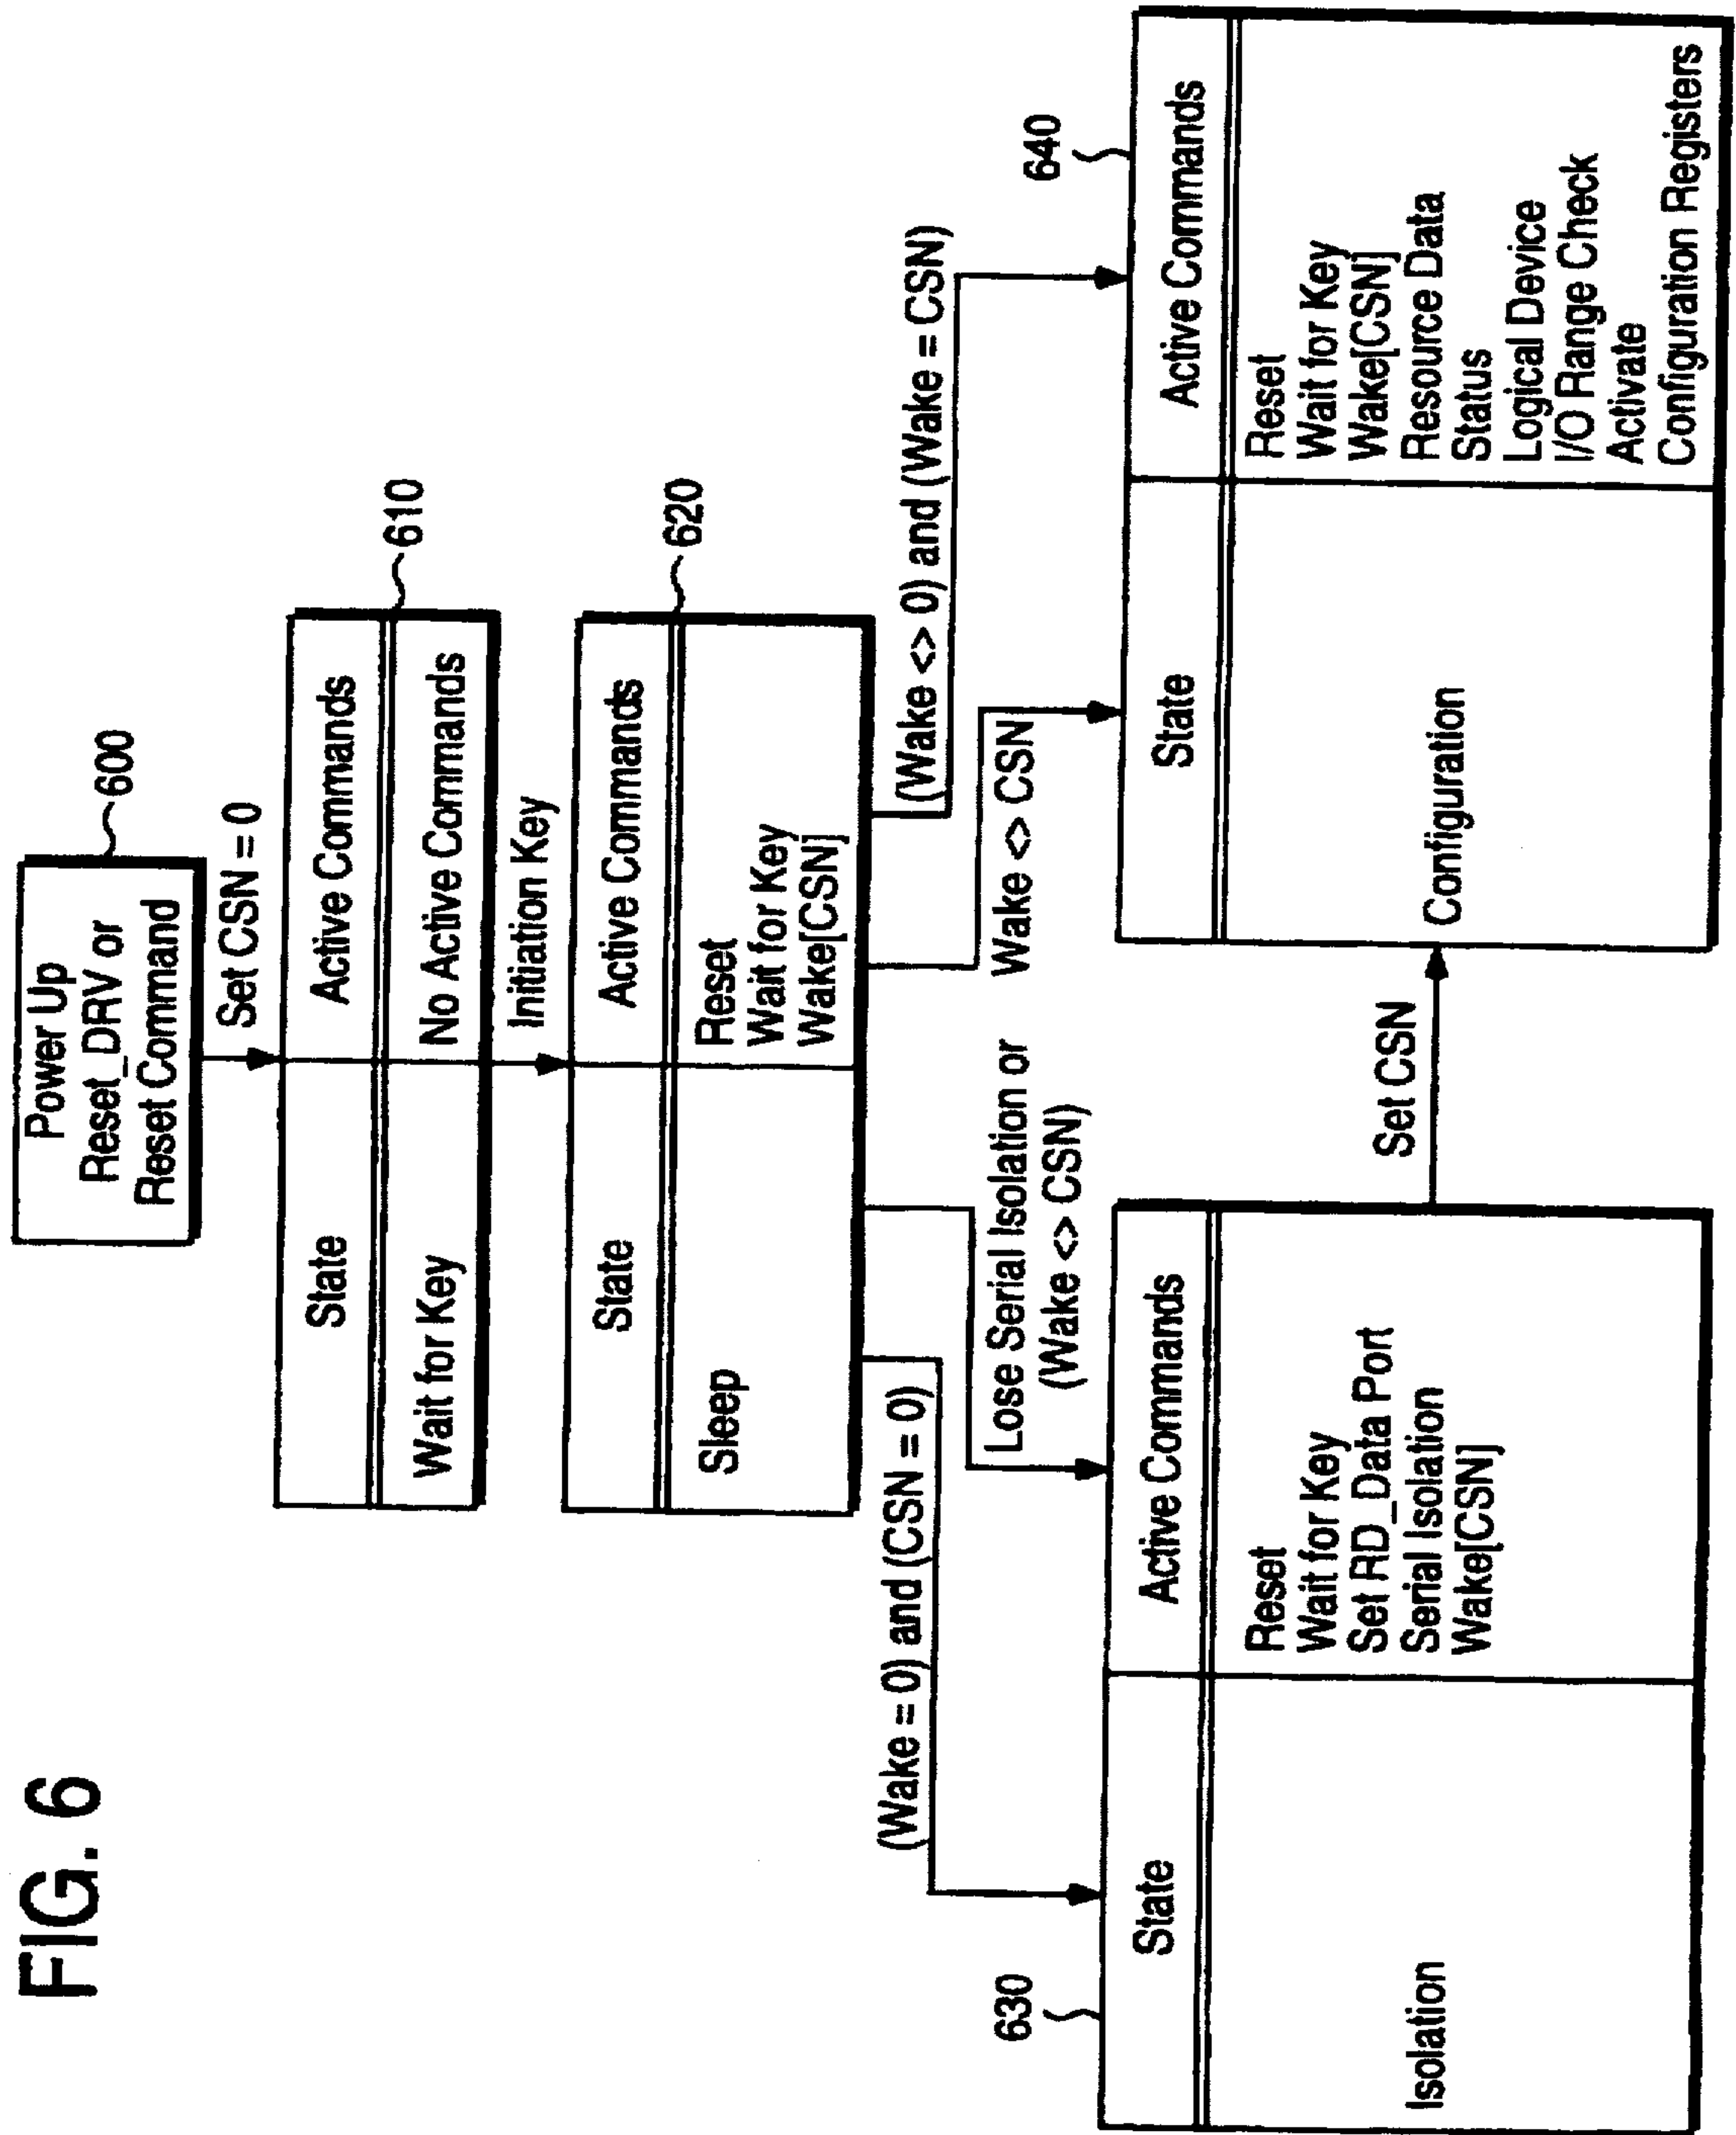 FIG. 6
Power Up
Reset_DRV or
Reset Command
600
Set CSN = 0
State
Active Commands
610
Wait for Key
No Active Commands
Initiation Key
State
Active Commands
620
Sleep
Reset
Wait for Key
Wake[CSN]
(Wake = 0) and (CSN = 0)
Lose Serial Isolation or
(Wake <> CSN)
Wake <> CSN
(Wake <> 0) and (Wake = CSN)
630
State
Active Commands
Isolation
Reset
Wait for Key
Set RD_Data Port
Serial Isolation
Wake[CSN]
Set CSN
640
State
Active Commands
Configuration
Reset
Wait for Key
Wake[CSN]
Resource Data
Status
Logical Device
I/O Range Check
Activate
Configuration Registers